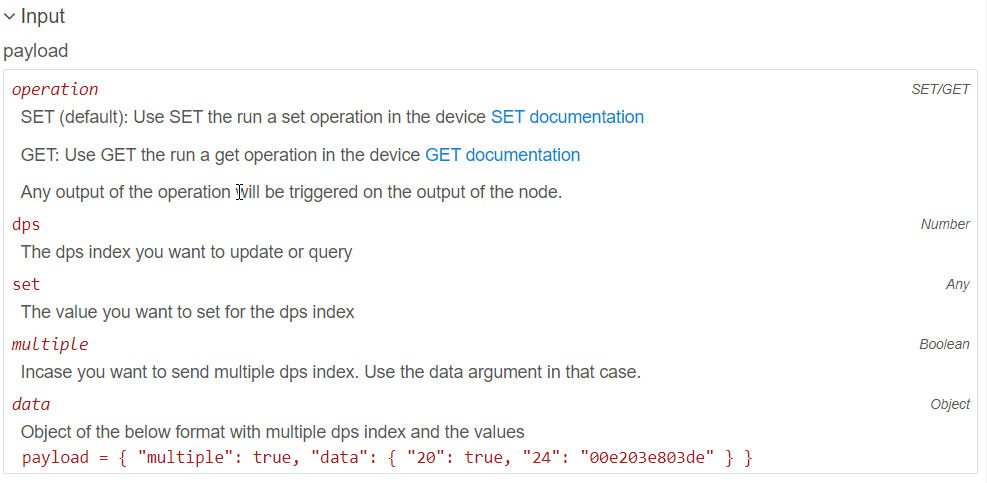 Input
payload
operation SET/GET
SET (default): Use SET the run a set operation in the device SET documentation
GET: Use GET the run a get operation in the device GET documentation
Any output of the operation will be triggered on the output of the node.
dps Number
The dps index you want to update or query
set Any
The value you want to set for the dps index
multiple Boolean
Incase you want to send multiple dps index. Use the data argument in that case.
data Object
Object of the below format with multiple dps index and the values
payload = { "multiple": true, "data": { "20": true, "24": "00e203e803de" } }